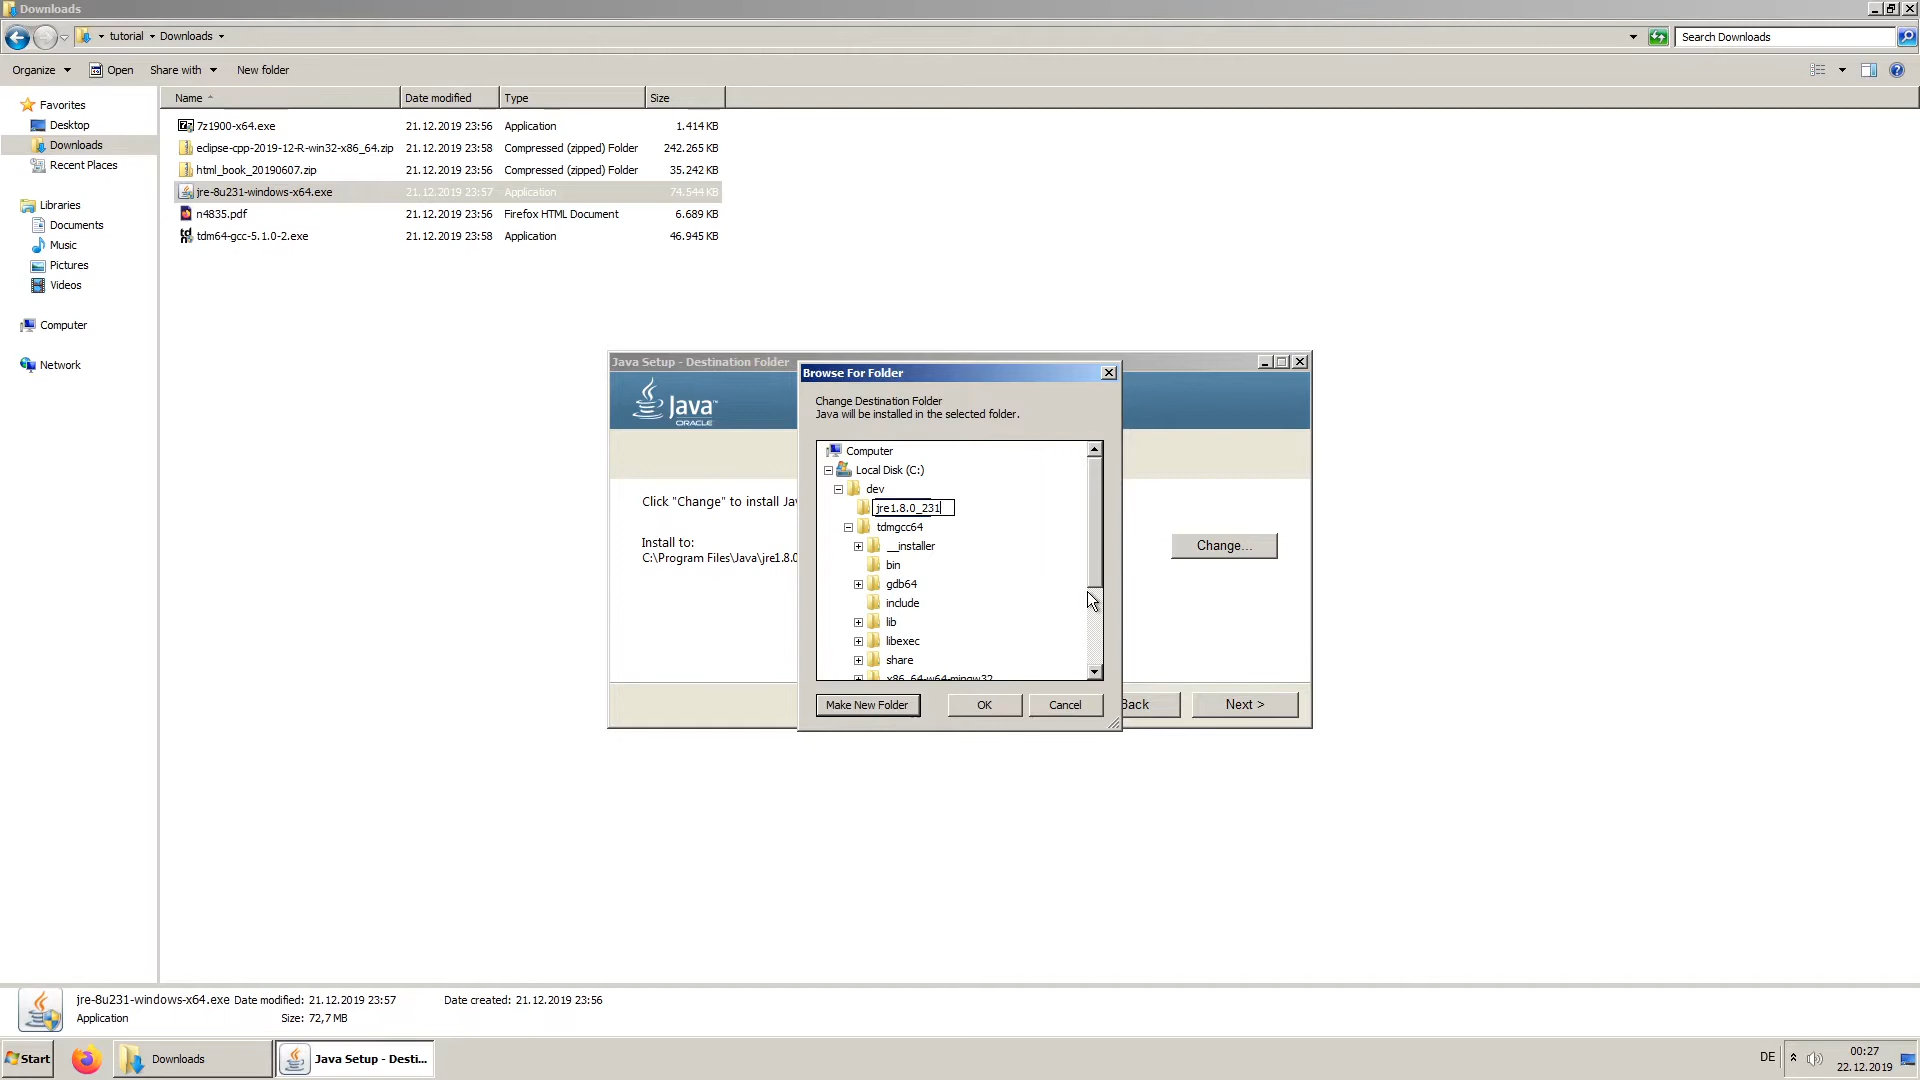 Downloads
tutorial Downloads
Search Downloads
Organize Open Share with New folder
Name Date modified Type Size
Favorites
Desktop
Downloads
Recent Places
Libraries
Documents
Music
Pictures
Videos
Computer
Network
7z1900-x64.exe 21.12.2019 23:56 Application 1.414 KB
eclipse-cpp-2019-12-R-win32-x86_64.zip 21.12.2019 23:58 Compressed (zipped) Folder 242.265 KB
html_book_20190607.zip 21.12.2019 23:56 Compressed (zipped) Folder 35.242 KB
jre-8u231-windows-x64.exe 21.12.2019 23:57 Application 74.544 KB
n4835.pdf 21.12.2019 23:56 Firefox HTML Document 6.689 KB
tdm64-gcc-5.1.0-2.exe 21.12.2019 23:58 Application 46.945 KB
Java Setup - Destination Folder
Java™
ORACLE
Click "Change" to install Ja
Install to:
C:\Program Files\Java\jre1.8.0
Change...
Back
Next >
Browse For Folder
Change Destination Folder
Java will be installed in the selected folder.
Computer
Local Disk (C:)
dev
jre1.8.0_231
tdmgcc64
__installer
bin
gdb64
include
lib
libexec
share
x86_64-w64-mingw32
Make New Folder OK Cancel
jre-8u231-windows-x64.exe Date modified: 21.12.2019 23:57 Date created: 21.12.2019 23:56
Application Size: 72,7 MB
Start Downloads Java Setup - Desti... DE 00:27
22.12.2019